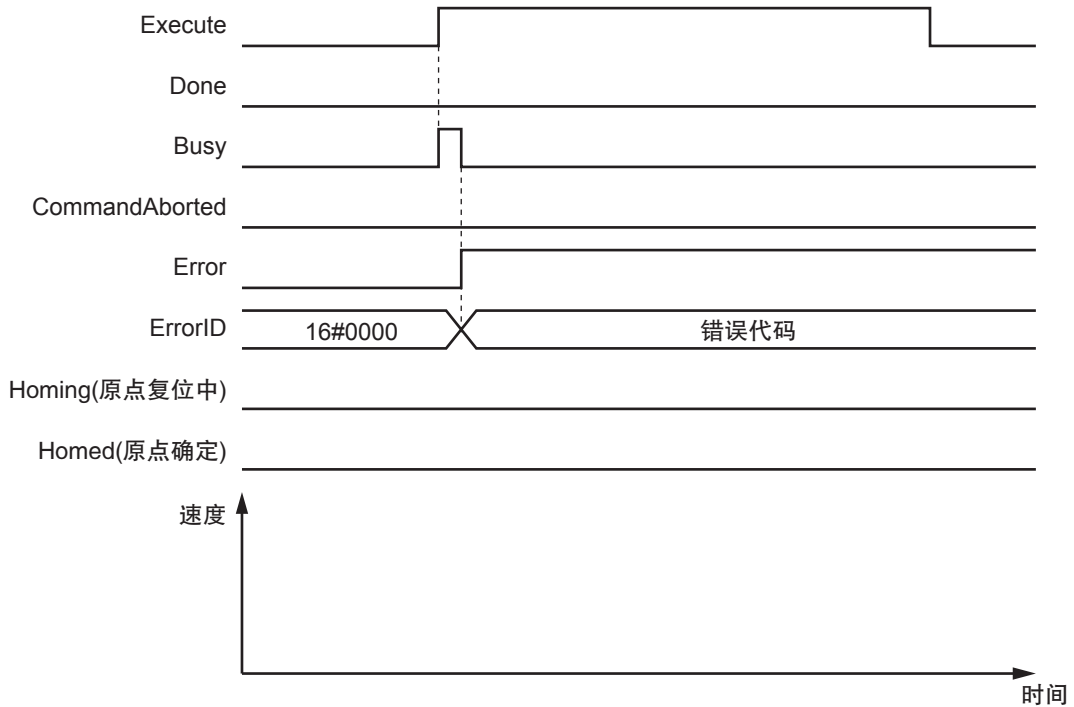 Execute
Done
Busy
CommandAborted
Error
ErrorID 16#0000 错误代码
Homing(原点复位中)
Homed(原点确定)
速度
时间